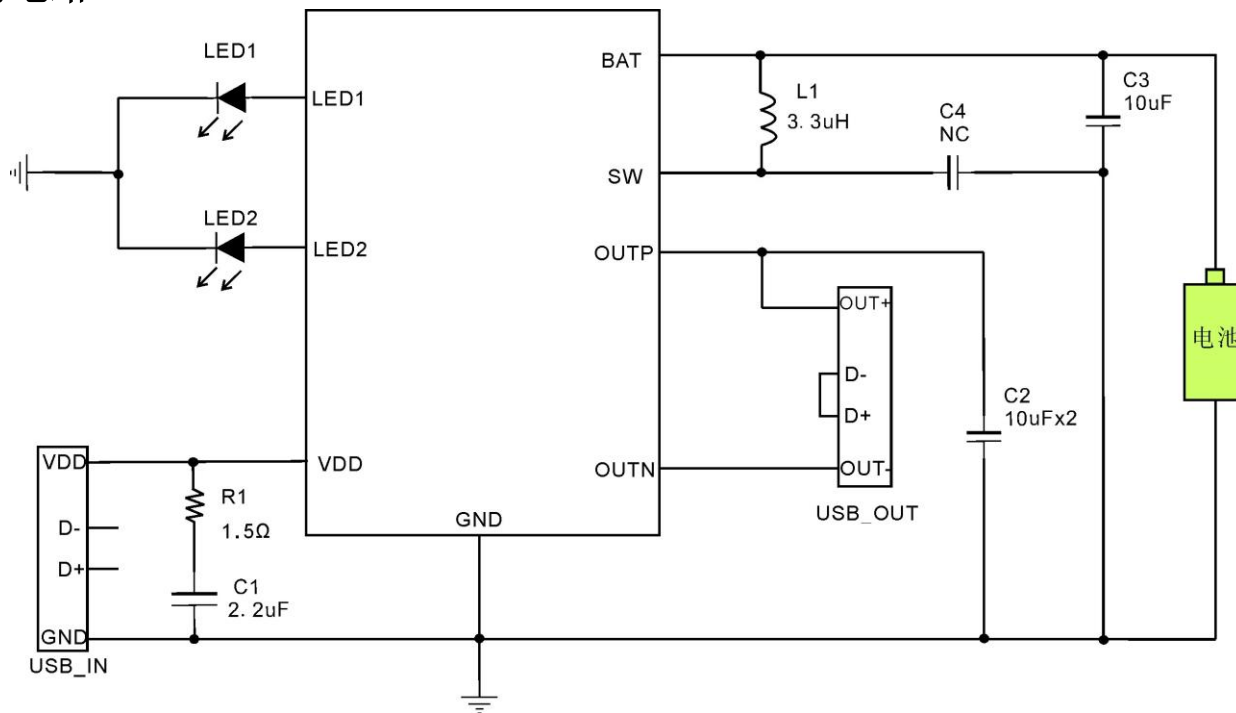 LED1
LED1
LED2
LED2
BAT
SW
OUTP
OUTN
VDD
GND
L1
3.3uH
C4
NC
C3
10uF
OUT+
D-
D+
OUT-
USB_OUT
C2
10uFx2
电池
VDD
D-
D+
GND
USB_IN
R1
1.5Ω
C1
2.2uF